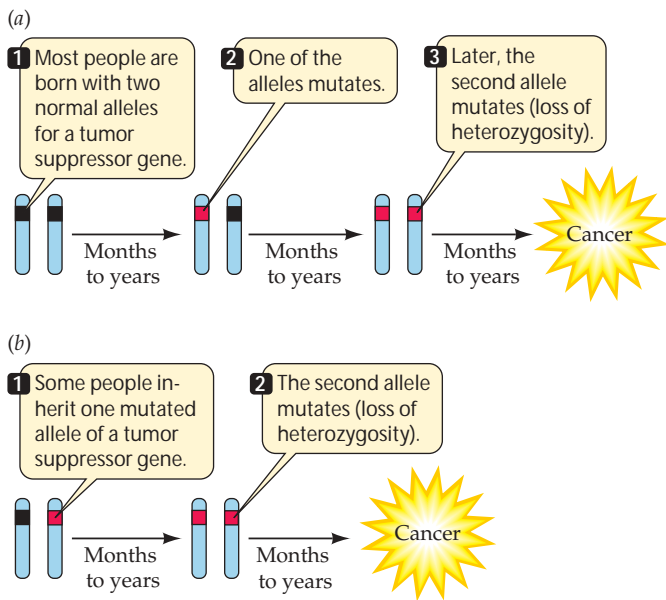 (a)
1 Most people are
born with two
normal alleles
for a tumor
suppressor gene.
2 One of the
alleles mutates.
3 Later, the
second allele
mutates (loss of
heterozygosity).
Months
to years
Months
to years
Months
to years
Cancer
(b)
1 Some people in-
herit one mutated
allele of a tumor
suppressor gene.
2 The second allele
mutates (loss of
heterozygosity).
Months
to years
Months
to years
Cancer